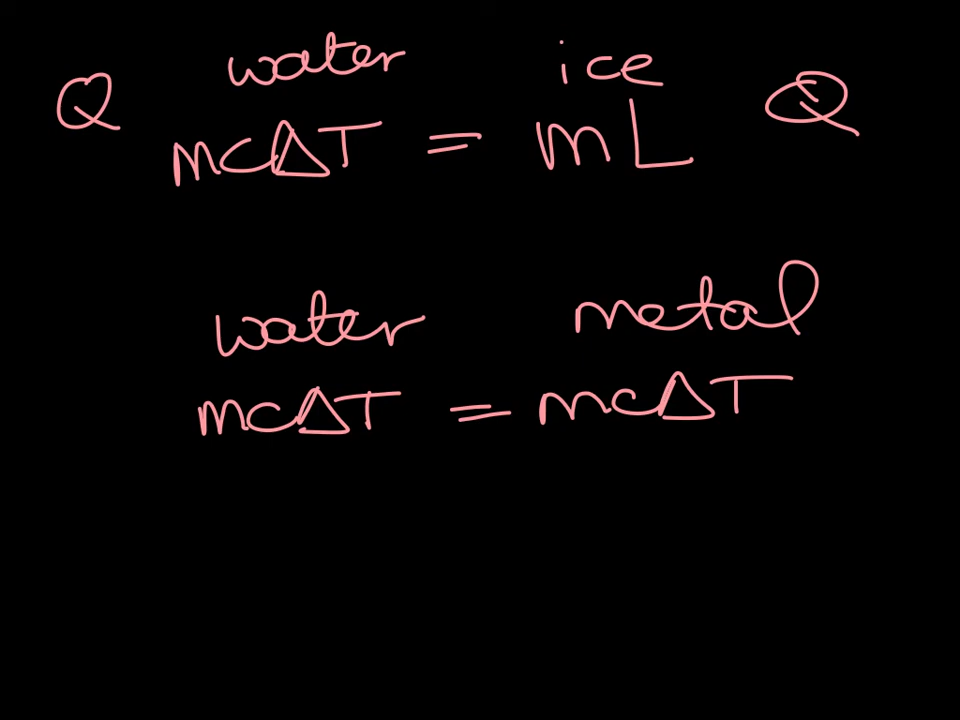 water ice
Q mcΔT = mL Q
water metal
mcΔT = mcΔT